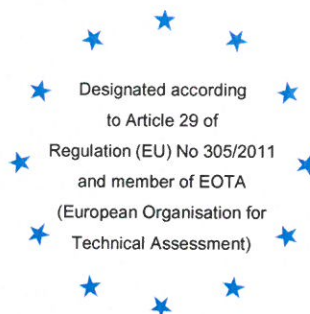 Designated according
to Article 29 of
Regulation (EU) No 305/2011
and member of EOTA
(European Organisation for
Technical Assessment)